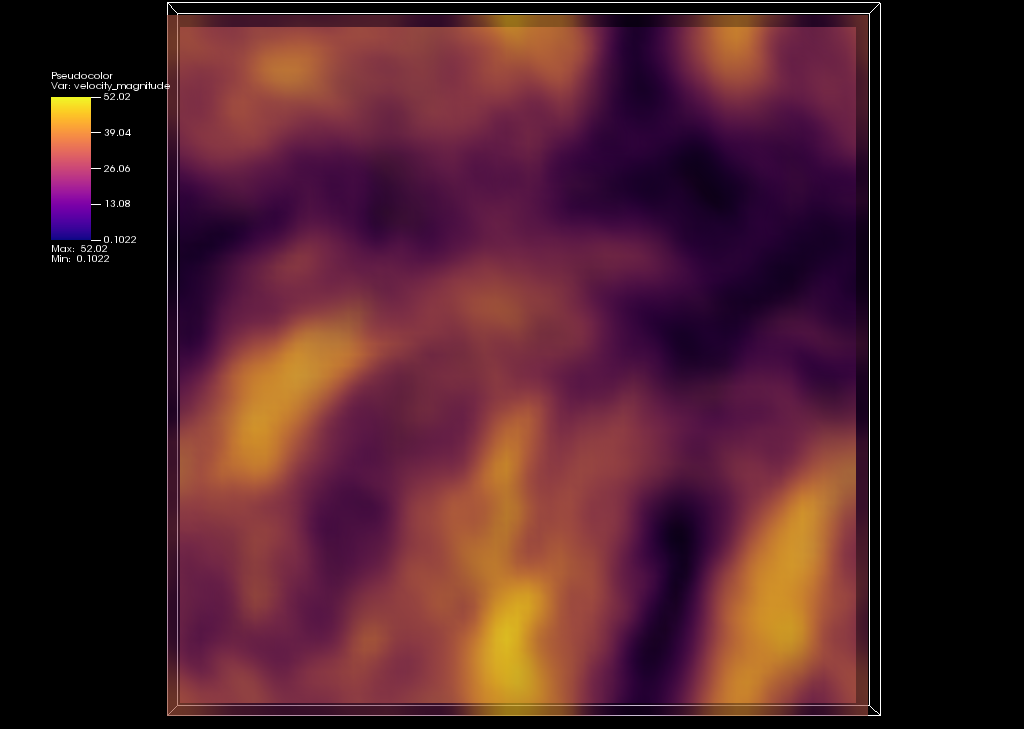 Pseudocolor
Var: velocity_magnitude
52.02
39.04
26.06
13.08
0.1022
Max: 52.02
Min: 0.1022